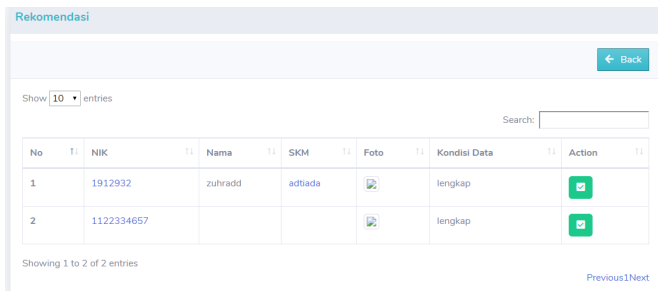 Rekomendasi
← Back
Show 10 entries
Search:
No NIK Nama SKM Foto Kondisi Data Action
1 1912932 zuhradd adtiada lengkap
2 1122334657 lengkap
Showing 1 to 2 of 2 entries
Previous1Next